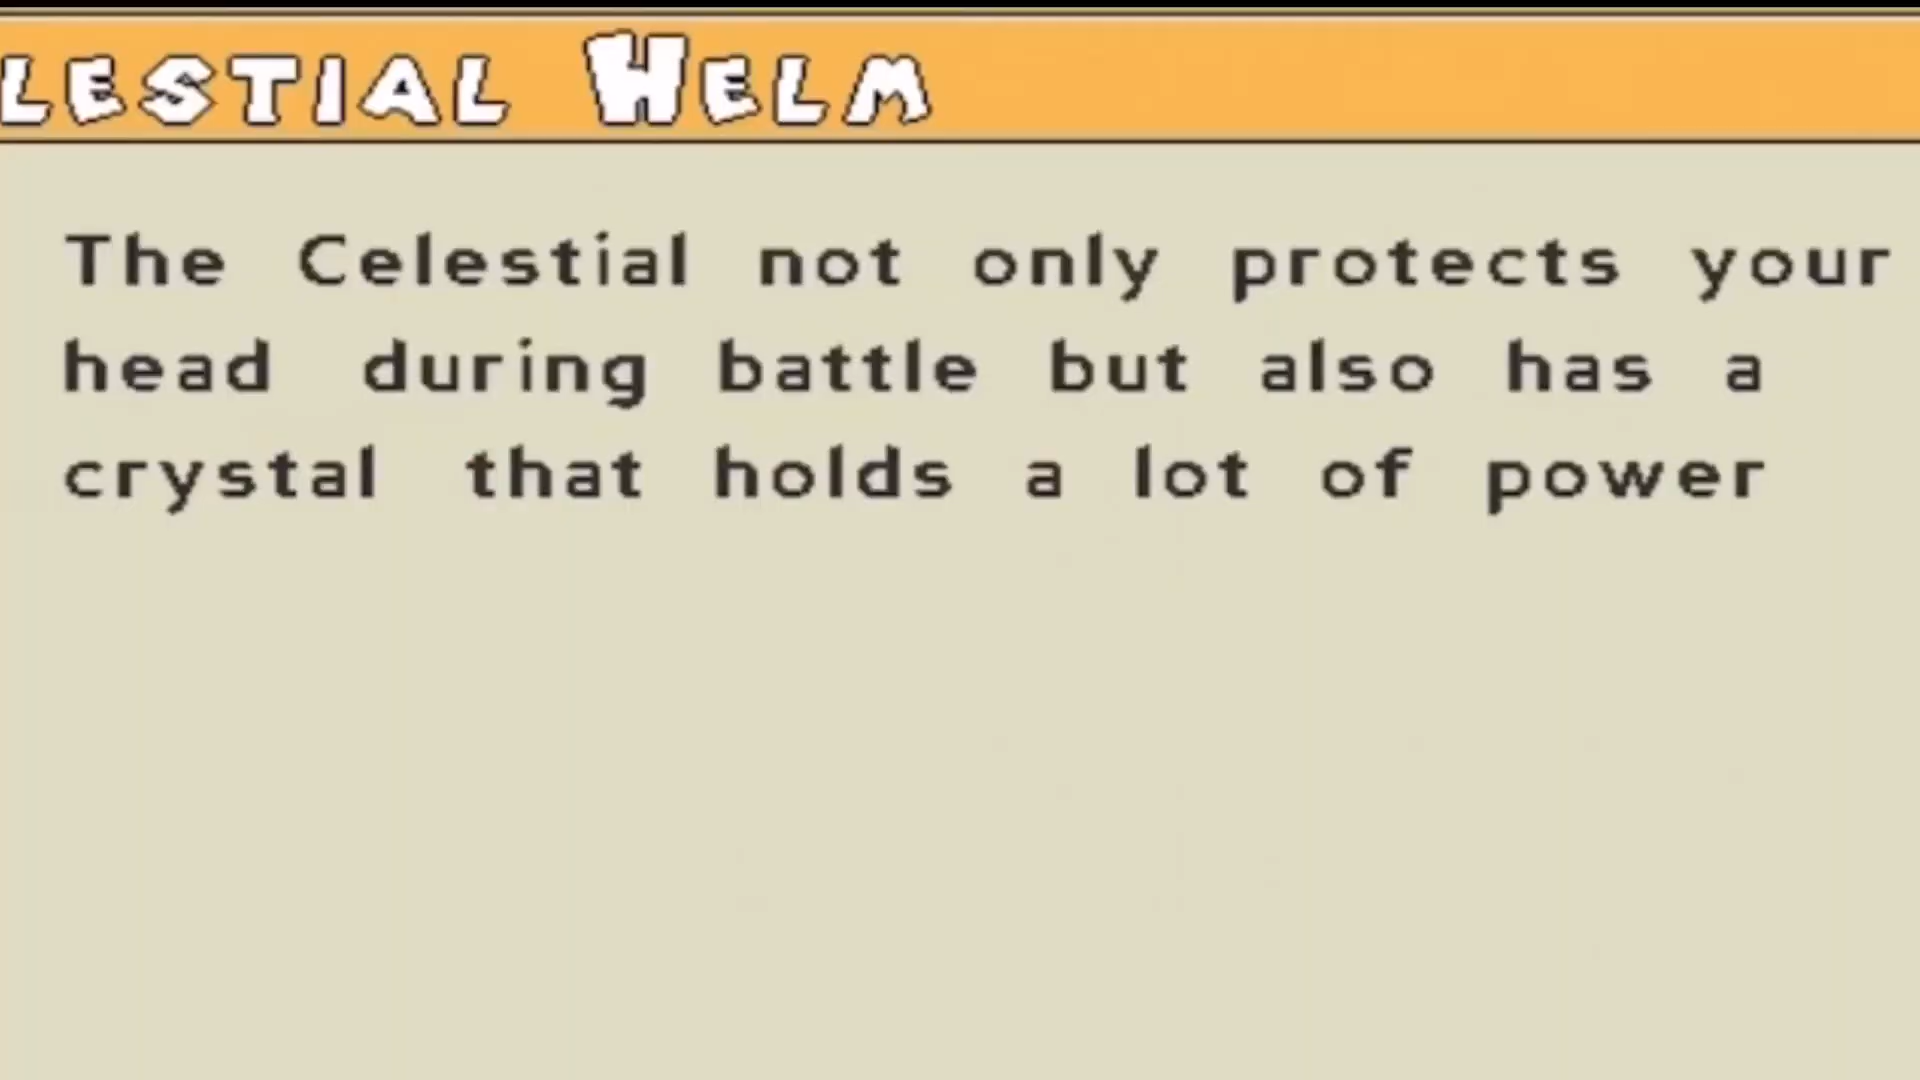 LESTIAL HELM
The Celestial not only protects your
head during battle but also has a
crystal that holds a lot of power